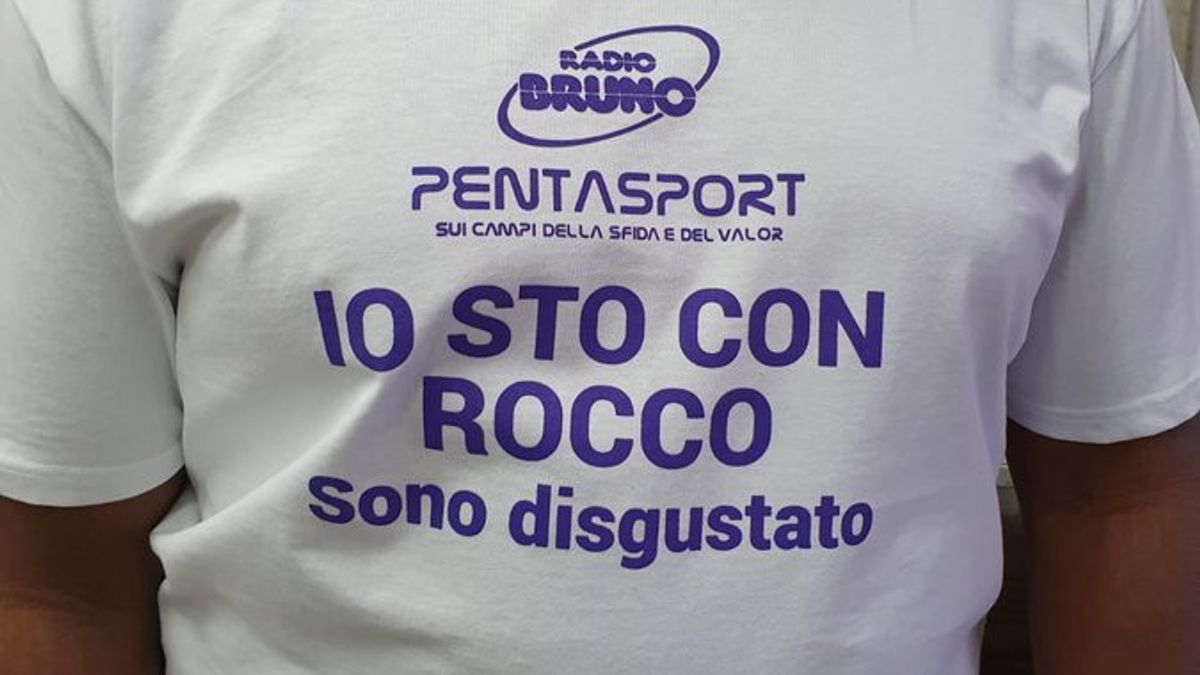 RADIO
BRUNO
PENTASPORT
SUI CAMPI DELLA SFIDA E DEL VALOR
IO STO CON
ROCCO
sono disgustato